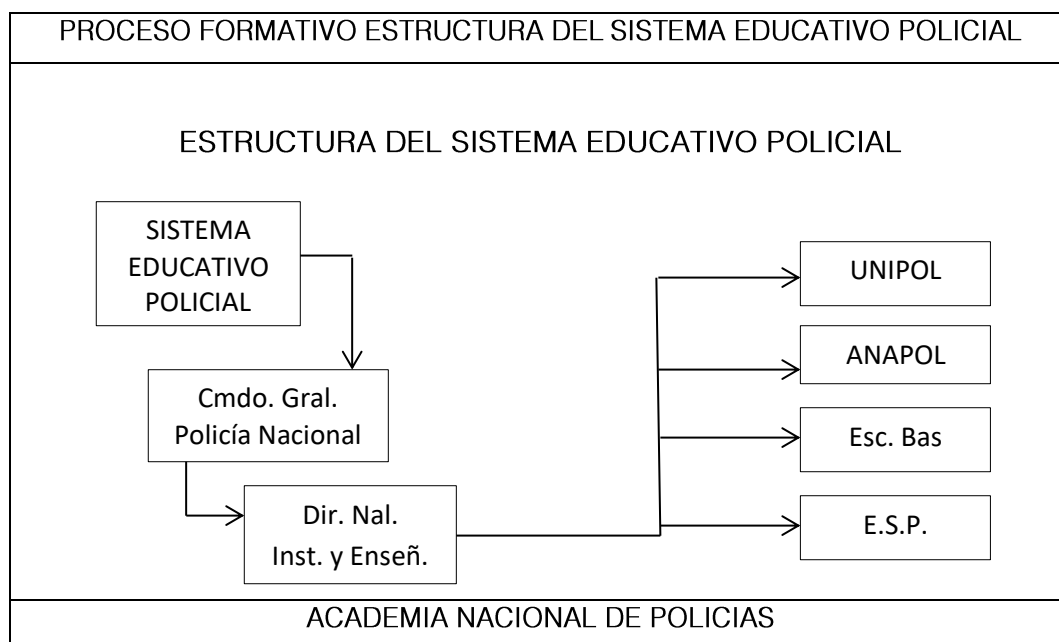 PROCESO FORMATIVO ESTRUCTURA DEL SISTEMA EDUCATIVO POLICIAL
ESTRUCTURA DEL SISTEMA EDUCATIVO POLICIAL
SISTEMA
EDUCATIVO
POLICIAL
Cmdo. Gral.
Policía Nacional
Dir. Nal.
Inst. y Enseñ.
UNIPOL
ANAPOL
Esc. Bas
E.S.P.
ACADEMIA NACIONAL DE POLICIAS